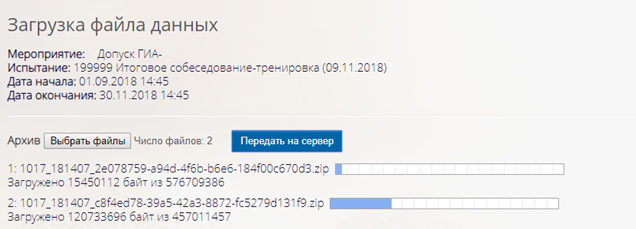 Загрузка файла данных
Мероприятие: Допуск ГИА-
Испытание: 199999 Итоговое собеседование-тренировка (09.11.2018)
Дата начала: 01.09.2018 14:45
Дата окончания: 30.11.2018 14:45
Архив Выбрать файлы Число файлов: 2 Передать на сервер
1: 1017_181407_2e078759-a94d-4f6b-b6e6-184f00c670d3.zip
Загружено 15450112 байт из 576709386
2: 1017_181407_c8f4ed78-39a5-42a3-8872-fc5279d131f9.zip
Загружено 120733696 байт из 457011457